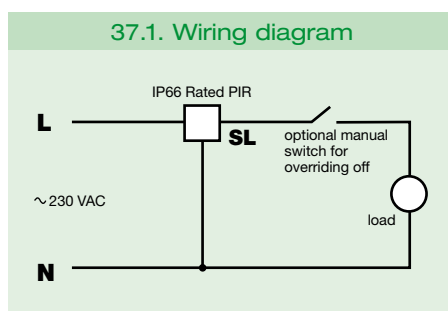 37.1. Wiring diagram
IP66 Rated PIR
L
SL
optional manual
switch for
overriding off
~230 VAC
load
N